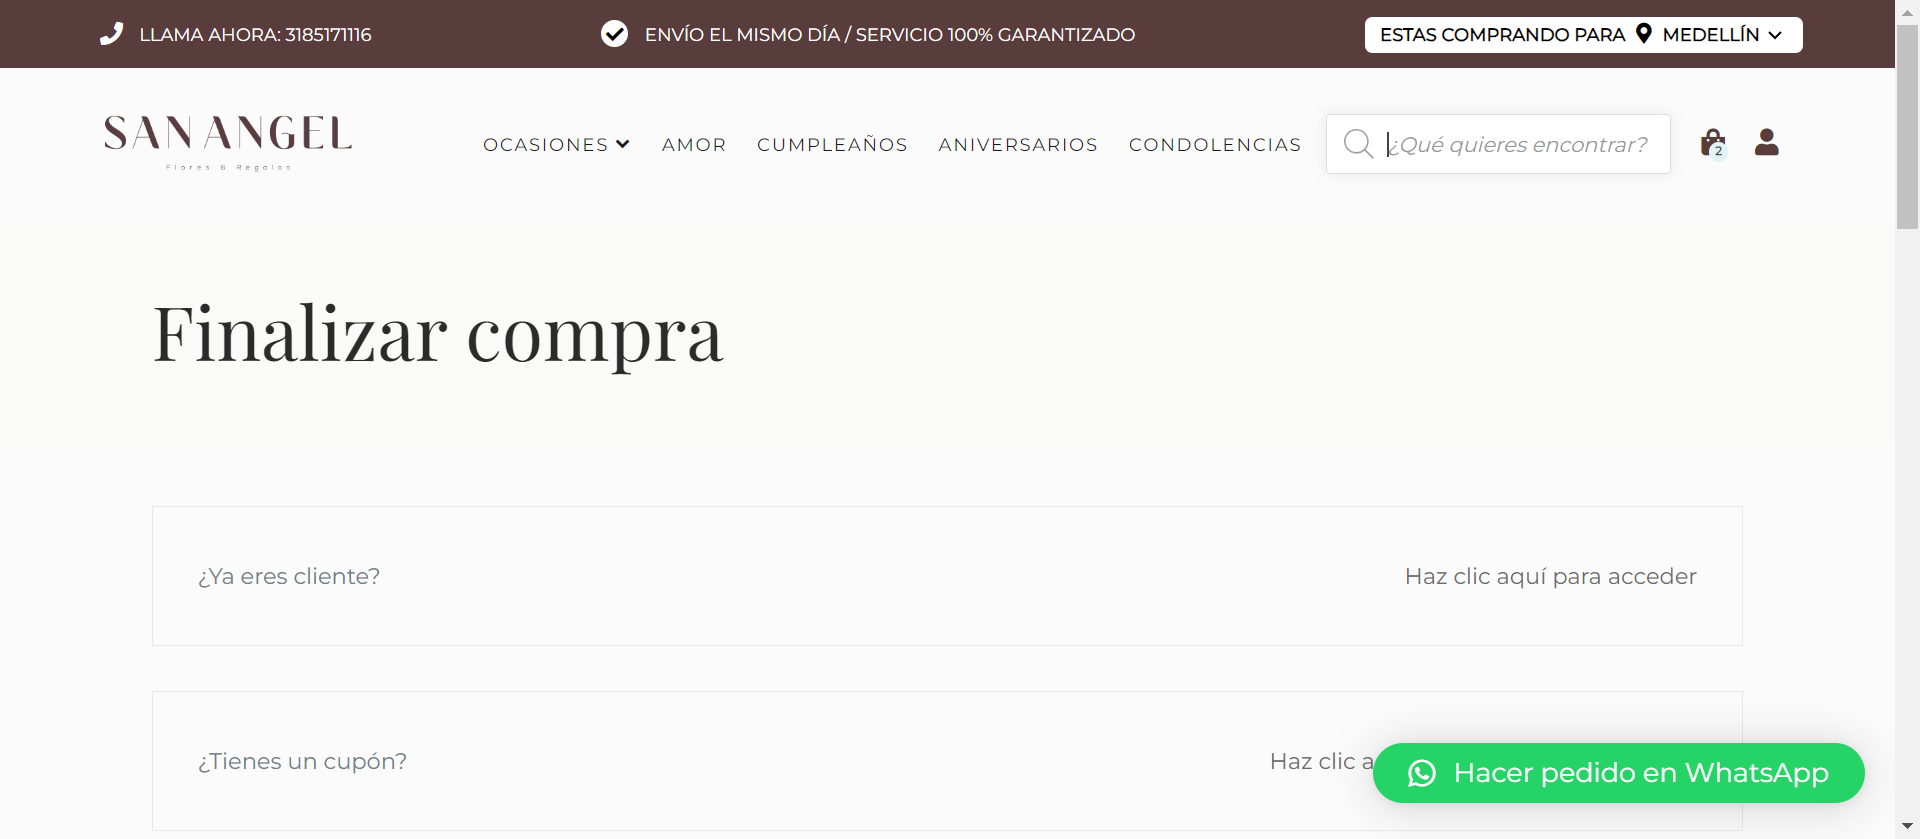 LLAMA AHORA: 3185171116
ENVÍO EL MISMO DÍA / SERVICIO 100% GARANTIZADO
ESTAS COMPRANDO PARA MEDELLÍN
SAN ANGEL
Flores & Regalos
OCASIONES
AMOR
CUMPLEAÑOS
ANIVERSARIOS
CONDOLENCIAS
¿Qué quieres encontrar?
2
Finalizar compra
¿Ya eres cliente?
Haz clic aquí para acceder
¿Tienes un cupón?
Haz clic a
Hacer pedido en WhatsApp